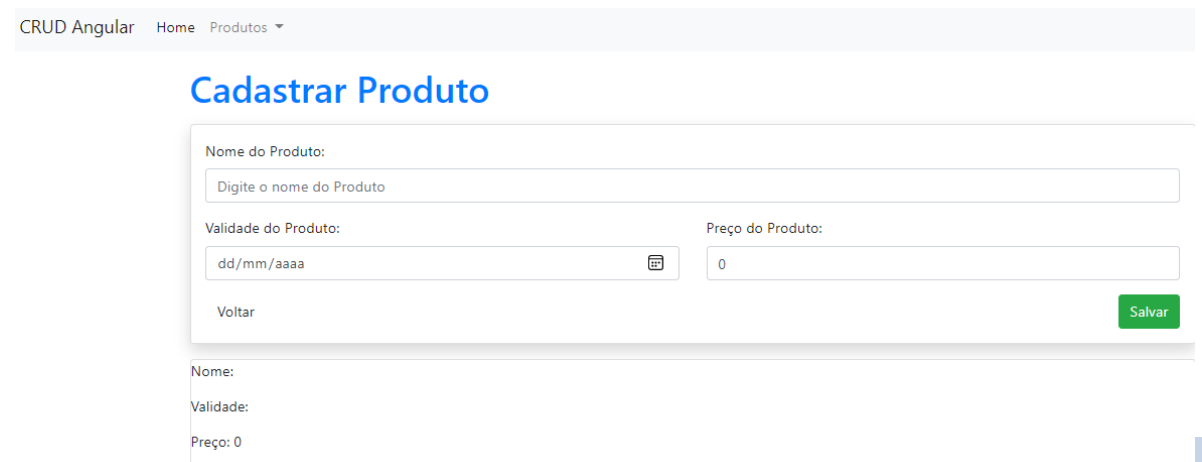 CRUD Angular Home Produtos
Cadastrar Produto
Nome do Produto:
Digite o nome do Produto
Validade do Produto: Preço do Produto:
dd/mm/aaaa 0
Voltar Salvar
Nome:
Validade:
Preço: 0